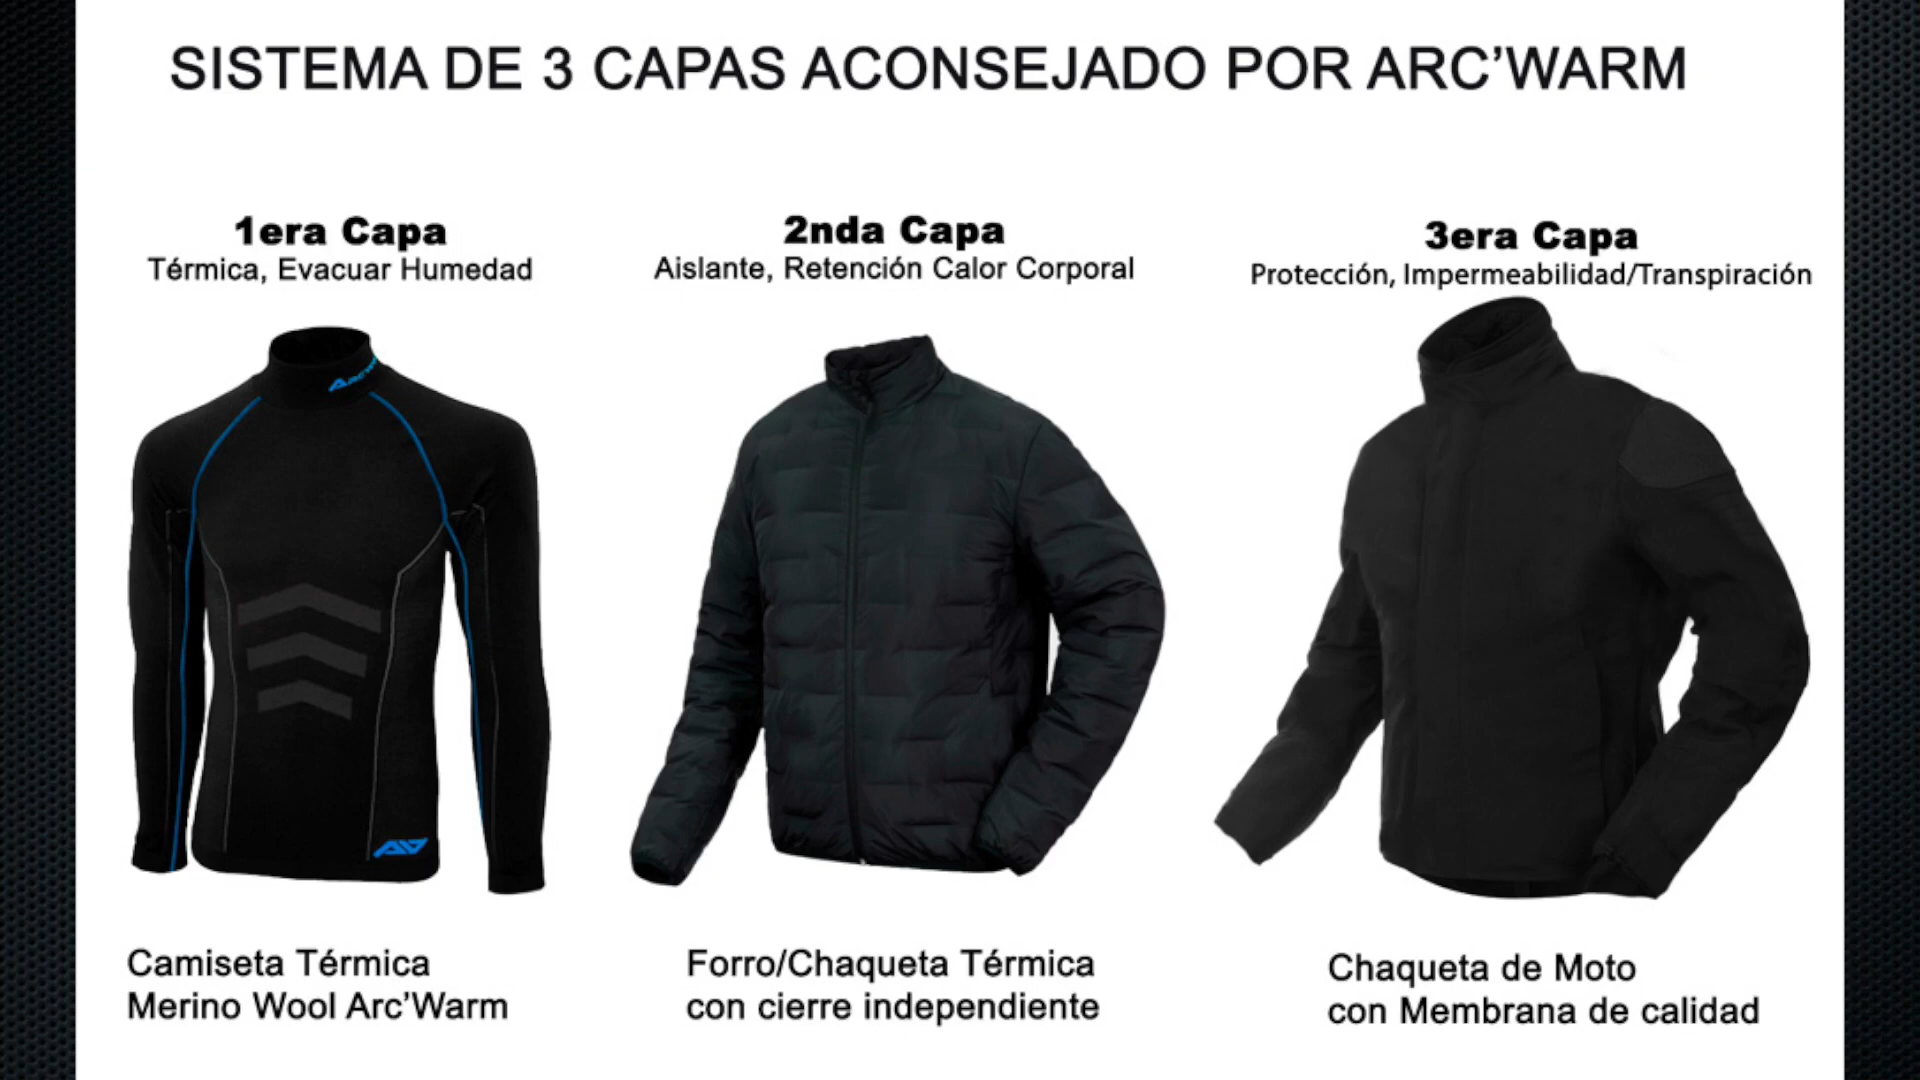 SISTEMA DE 3 CAPAS ACONSEJADO POR ARC’WARM
1era Capa
Térmica, Evacuar Humedad
2nda Capa
Aislante, Retención Calor Corporal
3era Capa
Protección, Impermeabilidad/Transpiración
Camiseta Térmica
Merino Wool Arc’Warm
Forro/Chaqueta Térmica
con cierre independiente
Chaqueta de Moto
con Membrana de calidad